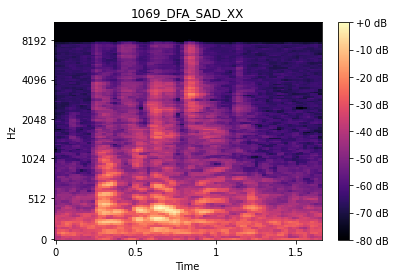 1069_DFA_SAD_XX
+0 dB
8192
-10 dB
4096
-20 dB
-30 dB
2048
Hz
-40 dB
1024
-50 dB
-60 dB
512
-70 dB
0
-80 dB
0
0.5
1
1.5
Time